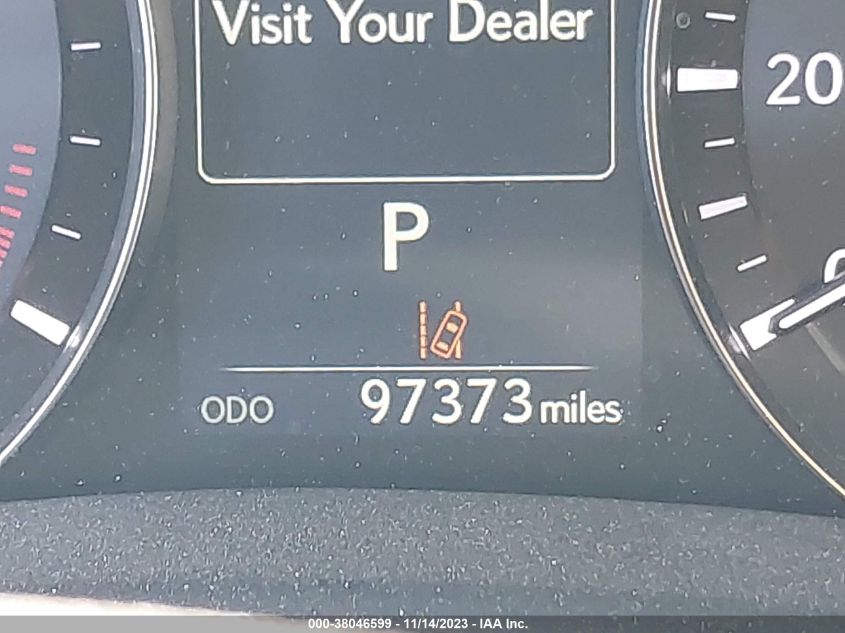 Visit Your Dealer
20
P
ODO 97373 miles
000-38046599 - 11/14/2023 - IAA Inc.